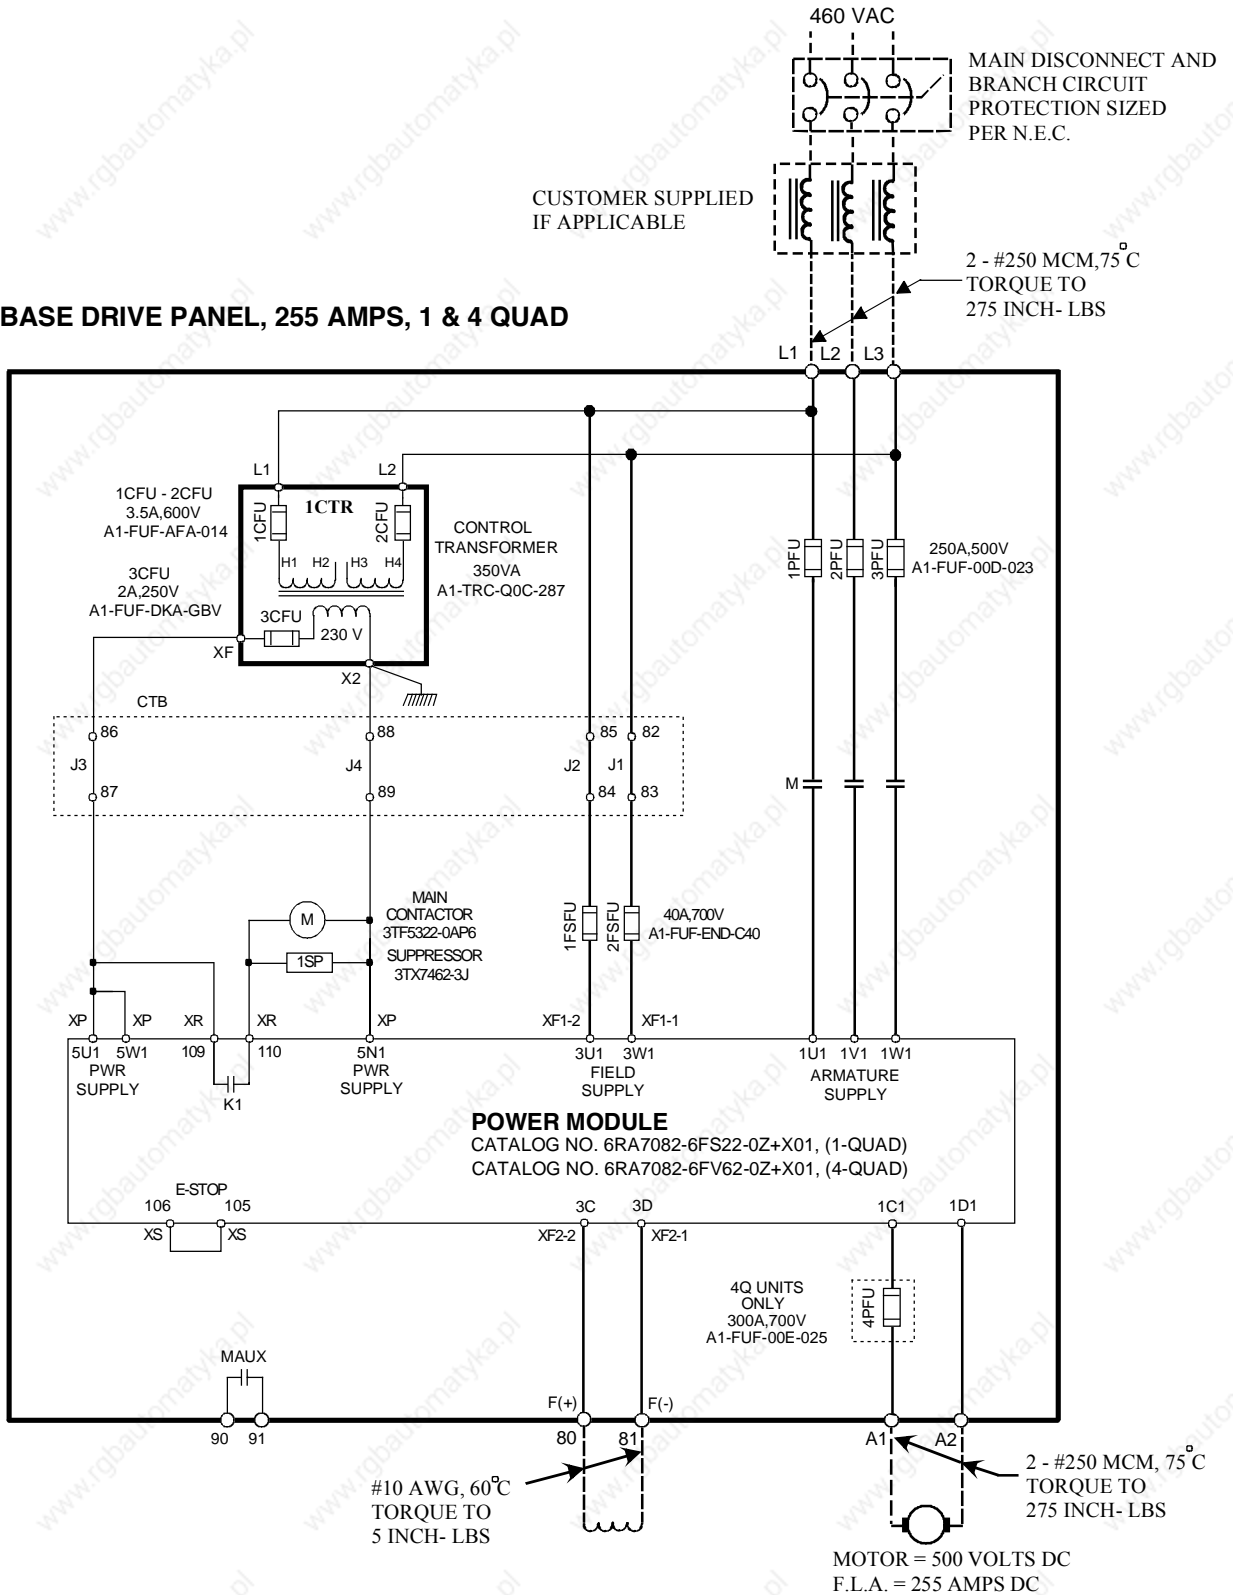 460 VAC
MAIN DISCONNECT AND
BRANCH CIRCUIT
PROTECTION SIZED
PER N.E.C.
CUSTOMER SUPPLIED
IF APPLICABLE
2 - #250 MCM,75°C
TORQUE TO
275 INCH- LBS
BASE DRIVE PANEL, 255 AMPS, 1 & 4 QUAD
L1 L2 L3
L1 L2
1CFU - 2CFU
3.5A,600V
A1-FUF-AFA-014
1CFU
1CTR
2CFU
H1 H2 H3 H4
CONTROL
TRANSFORMER
350VA
A1-TRC-Q0C-287
3CFU
2A,250V
A1-FUF-DKA-GBV
3CFU
230 V
XF
X2
1PFU
2PFU
3PFU
250A,500V
A1-FUF-00D-023
CTB
86 88 85 82
J3 J4 J2 J1
87 89 84 83
M
M
MAIN
CONTACTOR
3TF5322-0AP6
1SP
SUPPRESSOR
3TX7462-3J
1FSFU
2FSFU
40A,700V
A1-FUF-END-C40
XP XP XR XR XP XF1-2 XF1-1
5U1 5W1 109 110 5N1 3U1 3W1 1U1 1V1 1W1
PWR
SUPPLY
K1
PWR
SUPPLY
FIELD
SUPPLY
ARMATURE
SUPPLY
POWER MODULE
CATALOG NO. 6RA7082-6FS22-0Z+X01, (1-QUAD)
CATALOG NO. 6RA7082-6FV62-0Z+X01, (4-QUAD)
E-STOP
106 105
XS XS
3C 3D 1C1 1D1
XF2-2 XF2-1
4Q UNITS
ONLY
300A,700V
A1-FUF-00E-025
4PFU
MAUX
90 91
F(+) F(-)
80 81
A1 A2
#10 AWG, 60°C
TORQUE TO
5 INCH- LBS
2 - #250 MCM, 75°C
TORQUE TO
275 INCH- LBS
MOTOR = 500 VOLTS DC
F.L.A. = 255 AMPS DC
www.rgbautomatyka.pl